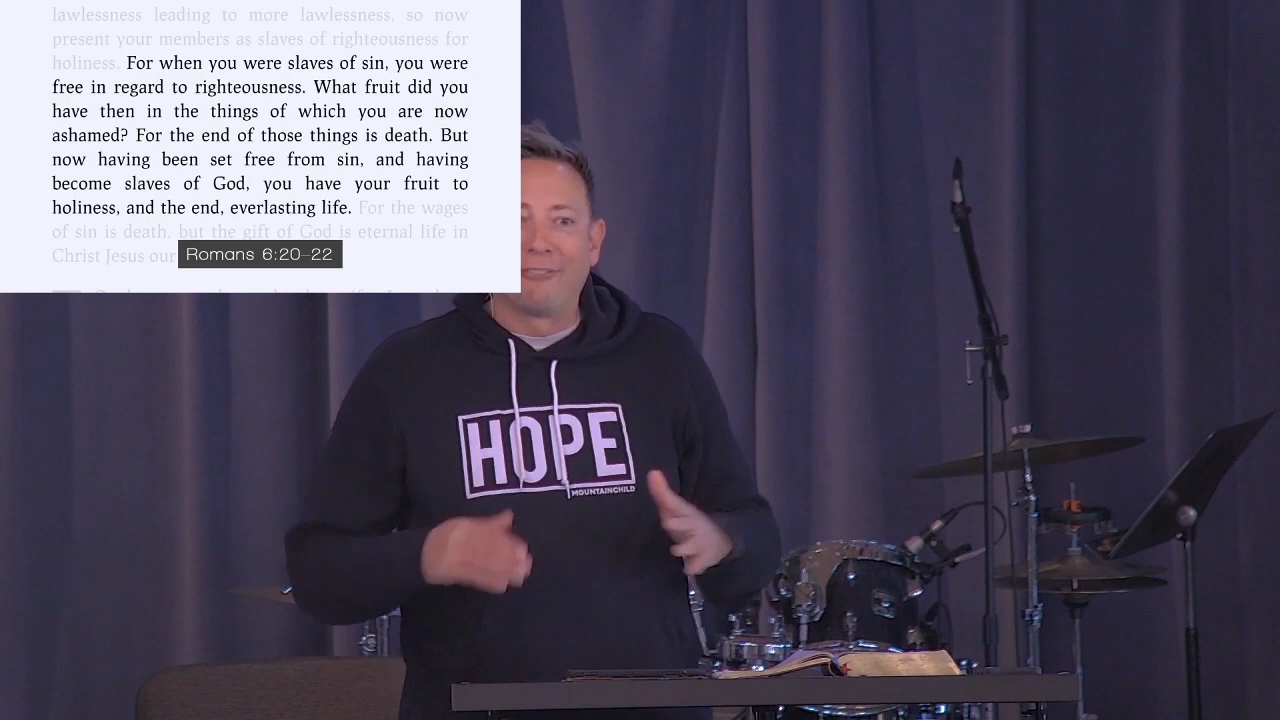 lawlessness leading to more lawlessness, so now
present your members as slaves of righteousness for
holiness. For when you were slaves of sin, you were
free in regard to righteousness. What fruit did you
have then in the things of which you are now
ashamed? For the end of those things is death. But
now having been set free from sin, and having
become slaves of God, you have your fruit to
holiness, and the end, everlasting life. For the wages
of sin is death, but the gift of God is eternal life in
Christ Jesus our
Romans 6:20–22
HOPE
MOUNTAINCHILD